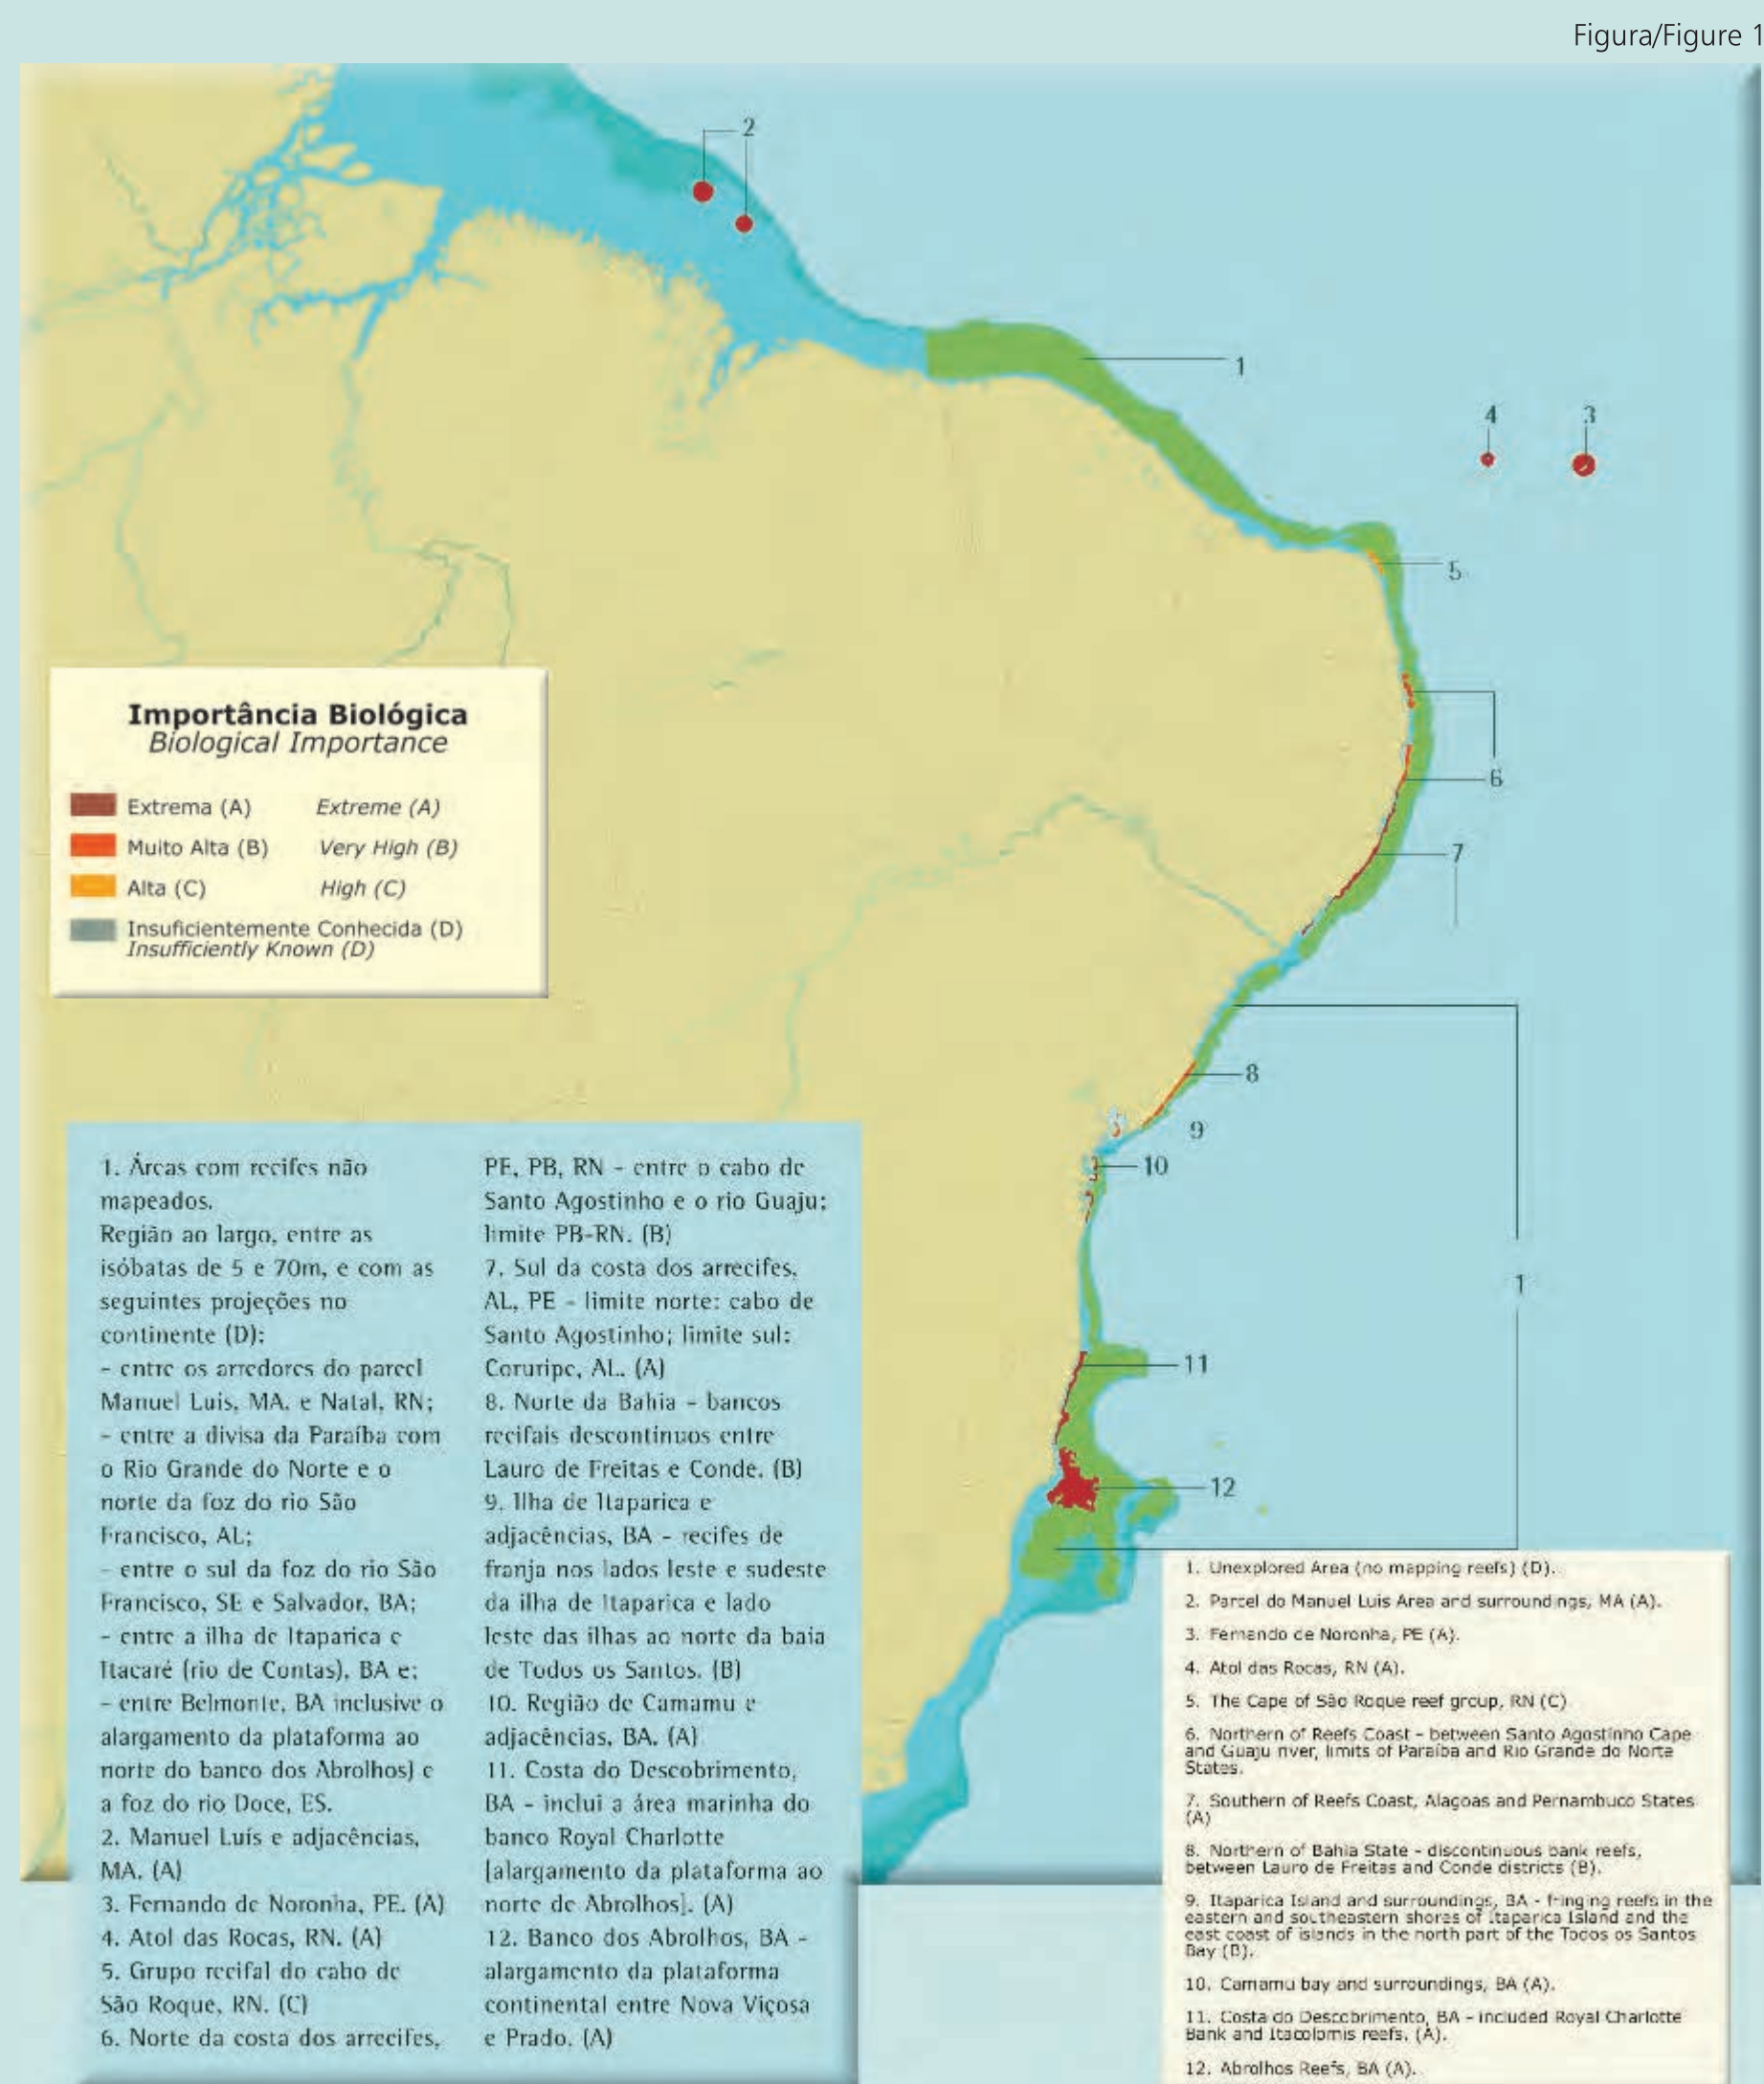 Figura/Figure 1
2
1
4
3
5
6
7
8
9
10
11
12
1
Importância Biológica
Biological Importance
Extrema (A) Extreme (A)
Muito Alta (B) Very High (B)
Alta (C) High (C)
Insuficientemente Conhecida (D)
Insufficiently Known (D)
1. Áreas com recifes não
mapeados.
Região ao largo, entre as
isóbatas de 5 e 70m, e com as
seguintes projeções no
continente (D):
- entre os arredores do parcel
Manuel Luis, MA. e Natal, RN;
- entre a divisa da Paraíba com
o Rio Grande do Norte e o
norte da foz do rio São
Francisco, AL;
- entre o sul da foz do rio São
Francisco, SE e Salvador, BA;
- entre a ilha de Itaparica e
Itacaré (rio de Contas), BA e;
- entre Belmonte, BA inclusive o
alargamento da plataforma ao
norte do banco dos Abrolhos) e
a foz do rio Doce, ES.
2. Manuel Luís e adjacências,
MA. (A)
3. Fernando de Noronha, PE. (A)
4. Atol das Rocas, RN. (A)
5. Grupo recifal do cabo de
São Roque, RN. (C)
6. Norte da costa dos arrecifes,
PE, PB, RN - entre o cabo de
Santo Agostinho e o rio Guaju;
limite PB-RN. (B)
7. Sul da costa dos arrecifes,
AL, PE - limite norte: cabo de
Santo Agostinho; limite sul:
Coruripe, AL. (A)
8. Norte da Bahia - bancos
recifais descontínuos entre
Lauro de Freitas e Conde. (B)
9. Ilha de Itaparica e
adjacências, BA - recifes de
franja nos lados leste e sudeste
da ilha de Itaparica e lado
leste das ilhas ao norte da baia
de Todos os Santos. (B)
10. Região de Camamu e
adjacências, BA. (A)
11. Costa do Descobrimento,
BA - inclui a área marinha do
banco Royal Charlotte
[alargamento da plataforma ao
norte de Abrolhos]. (A)
12. Banco dos Abrolhos, BA -
alargamento da plataforma
continental entre Nova Viçosa
e Prado. (A)
1. Unexplored Area (no mapping reefs) (D).
2. Parcel do Manuel Luis Area and surroundings, MA (A).
3. Fernando de Noronha, PE (A).
4. Atol das Rocas, RN (A).
5. The Cape of São Roque reef group, RN (C)
6. Northern of Reefs Coast - between Santo Agostinho Cape
and Guaju river, limits of Paraíba and Rio Grande do Norte
States.
7. Southern of Reefs Coast, Alagoas and Pernambuco States
(A)
8. Northern of Bahia State - discontinuous bank reefs,
between Lauro de Freitas and Conde districts (B).
9. Itaparica Island and surroundings, BA - fringing reefs in the
eastern and southeastern shores of Itaparica Island and the
east coast of islands in the north part of the Todos os Santos
Bay (B).
10. Camamu bay and surroundings, BA (A).
11. Costa do Descobrimento, BA - included Royal Charlotte
Bank and Itacolomis reefs. (A).
12. Abrolhos Reefs, BA (A).